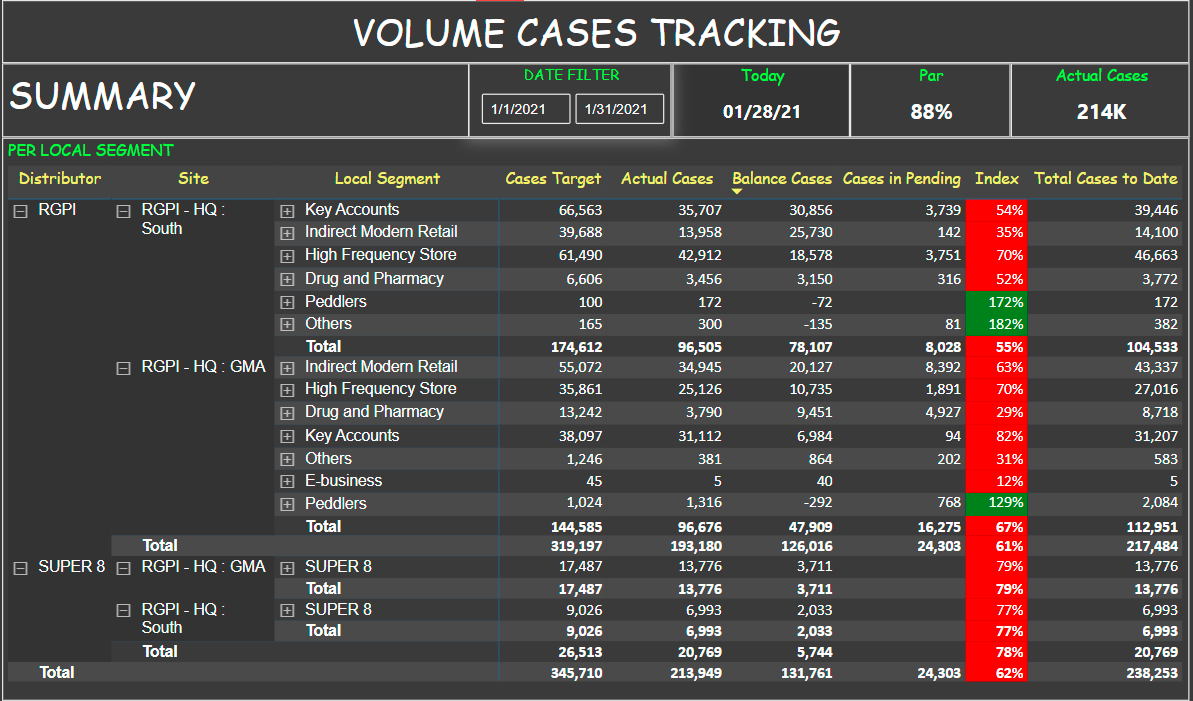 VOLUME CASES TRACKING
SUMMARY
DATE FILTER
1/1/2021 1/31/2021
Today
01/28/21
Par
88%
Actual Cases
214K
PER LOCAL SEGMENT
Distributor Site Local Segment Cases Target Actual Cases Balance Cases Cases in Pending Index Total Cases to Date
RGPI RGPI - HQ : South Key Accounts 66,563 35,707 30,856 3,739 54% 39,446
Indirect Modern Retail 39,688 13,958 25,730 142 35% 14,100
High Frequency Store 61,490 42,912 18,578 3,751 70% 46,663
Drug and Pharmacy 6,606 3,456 3,150 316 52% 3,772
Peddlers 100 172 -72 172% 172
Others 165 300 -135 81 182% 382
Total 174,612 96,505 78,107 8,028 55% 104,533
RGPI - HQ : GMA Indirect Modern Retail 55,072 34,945 20,127 8,392 63% 43,337
High Frequency Store 35,861 25,126 10,735 1,891 70% 27,016
Drug and Pharmacy 13,242 3,790 9,451 4,927 29% 8,718
Key Accounts 38,097 31,112 6,984 94 82% 31,207
Others 1,246 381 864 202 31% 583
E-business 45 5 40 12% 5
Peddlers 1,024 1,316 -292 768 129% 2,084
Total 144,585 96,676 47,909 16,275 67% 112,951
Total 319,197 193,180 126,016 24,303 61% 217,484
SUPER 8 RGPI - HQ : GMA SUPER 8 17,487 13,776 3,711 79% 13,776
Total 17,487 13,776 3,711 79% 13,776
RGPI - HQ : South SUPER 8 9,026 6,993 2,033 77% 6,993
Total 9,026 6,993 2,033 77% 6,993
Total 26,513 20,769 5,744 78% 20,769
Total 345,710 213,949 131,761 24,303 62% 238,253